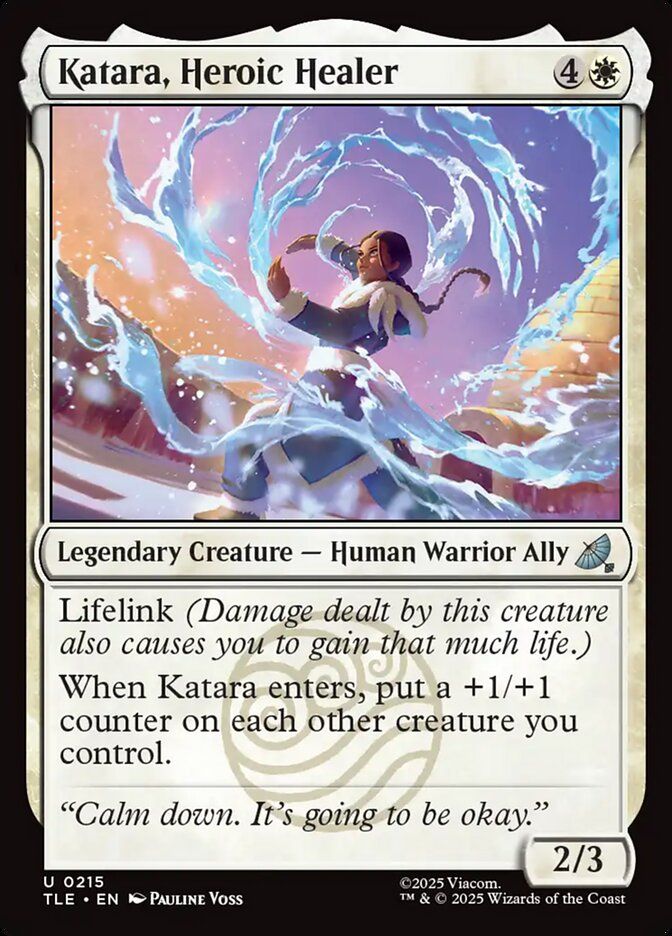 Katara, Heroic Healer 4
Legendary Creature — Human Warrior Ally
Lifelink (Damage dealt by this creature
also causes you to gain that much life.)
When Katara enters, put a +1/+1
counter on each other creature you
control.
“Calm down. It’s going to be okay.”
2/3
U 0215
TLE • EN Pauline Voss
©2025 Viacom.
™ & © 2025 Wizards of the Coast